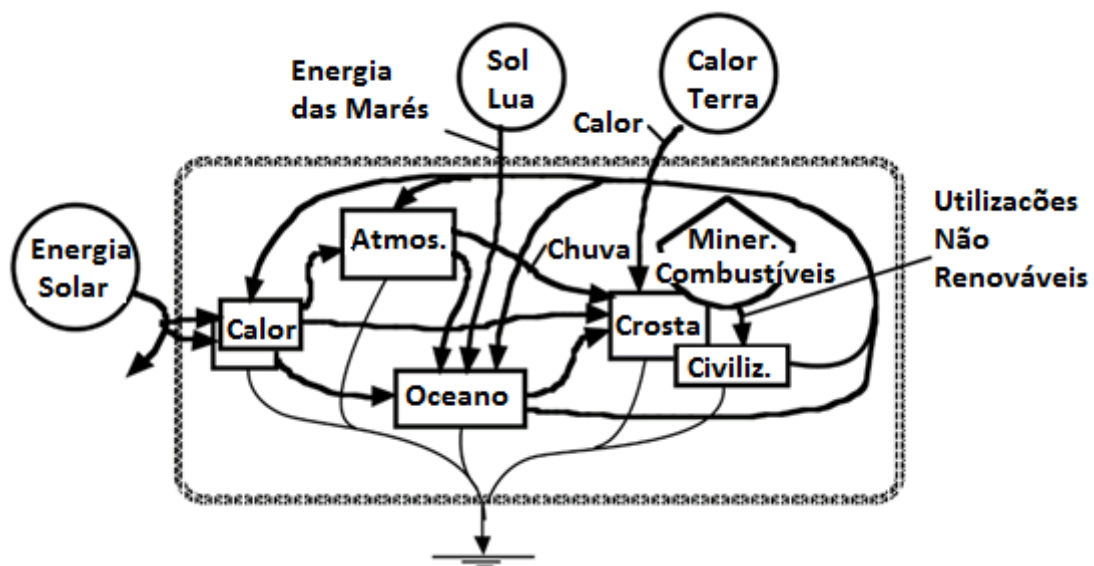 Energia
das Marés
Sol
Lua
Calor
Terra
Calor
Energia
Solar
Atmos.
Chuva
Miner.
Combustíveis
Utilizacões
Não
Renováveis
Calor
Crosta
Civiliz.
Oceano